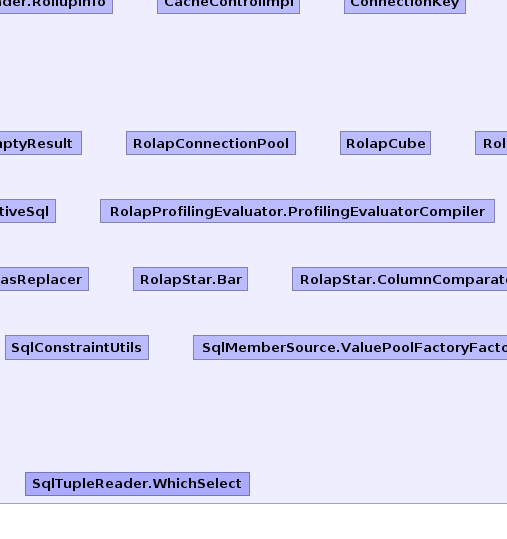 der.RollupInfo CacheControlImpl ConnectionKey
ptyResult RolapConnectionPool RolapCube Rol
tiveSql RolapProfilingEvaluator.ProfilingEvaluatorCompiler
asReplacer RolapStar.Bar RolapStar.ColumnComparat
SqlConstraintUtils SqlMemberSource.ValuePoolFactoryFacto
SqlTupleReader.WhichSelect